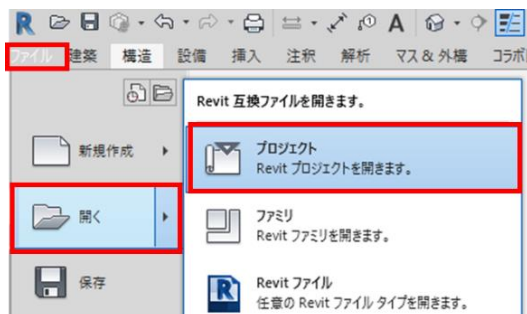 R A
ファイル 建築 構造 設備 挿入 注釈 解析 マス & 外構 コラボ
Revit 互換ファイルを開きます。
新規作成
プロジェクト
Revit プロジェクトを開きます。
開く
ファミリ
Revit ファミリを開きます。
保存
R
Revit ファイル
任意の Revit ファイル タイプを開きます。